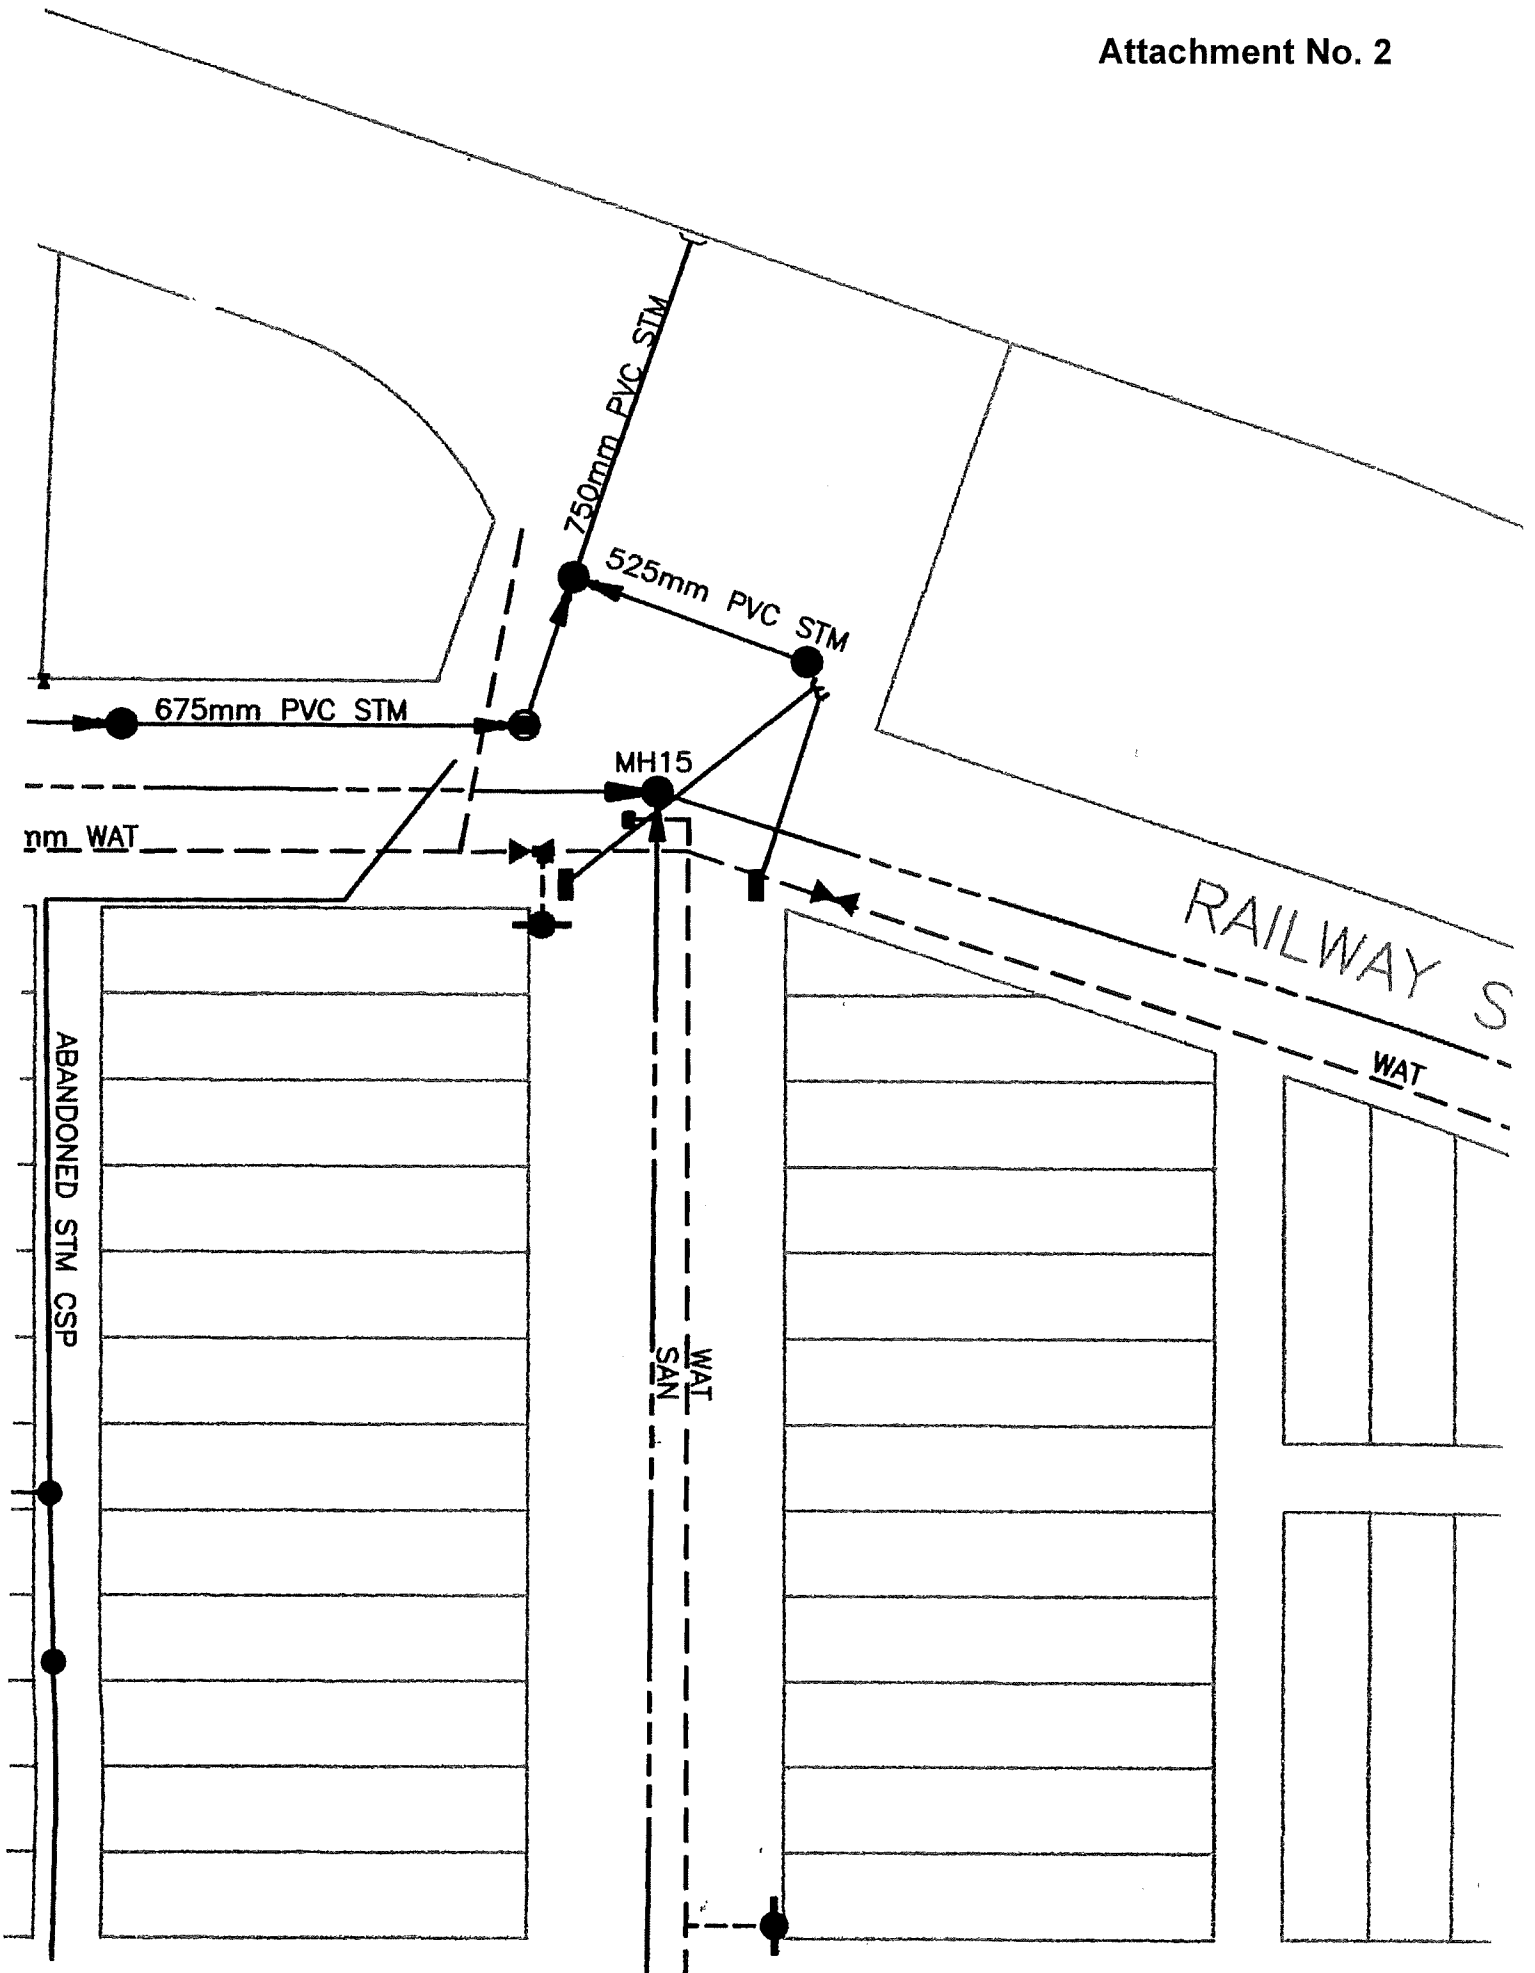 Attachment No. 2
750mm PVC STM
525mm PVC STM
675mm PVC STM
MH15
mm WAT
RAILWAY S
WAT
ABANDONED STM CSP
WAT
SAN